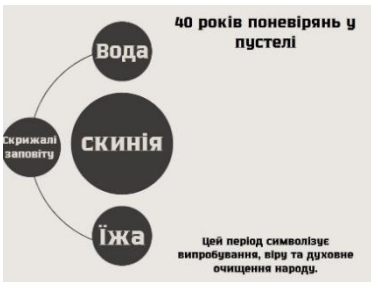 40 років поневірянь у
пустелі
Вода
Скрижалі
заповіту
скинія
Їжа
Цей період символізує
випробування, віру та духовне
очищення народу.